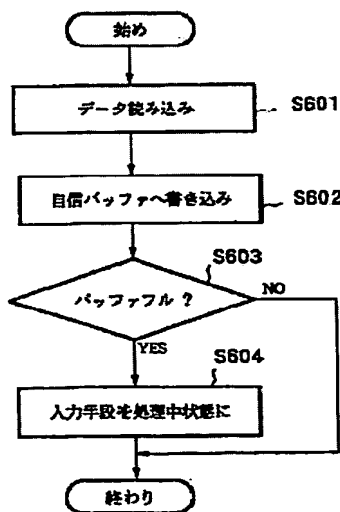 始め
データ読み込み
S601
自信バッファへ書き込み
S602
S603
バッファフル ?
NO
YES
S604
入力手段を処理中状態に
終わり